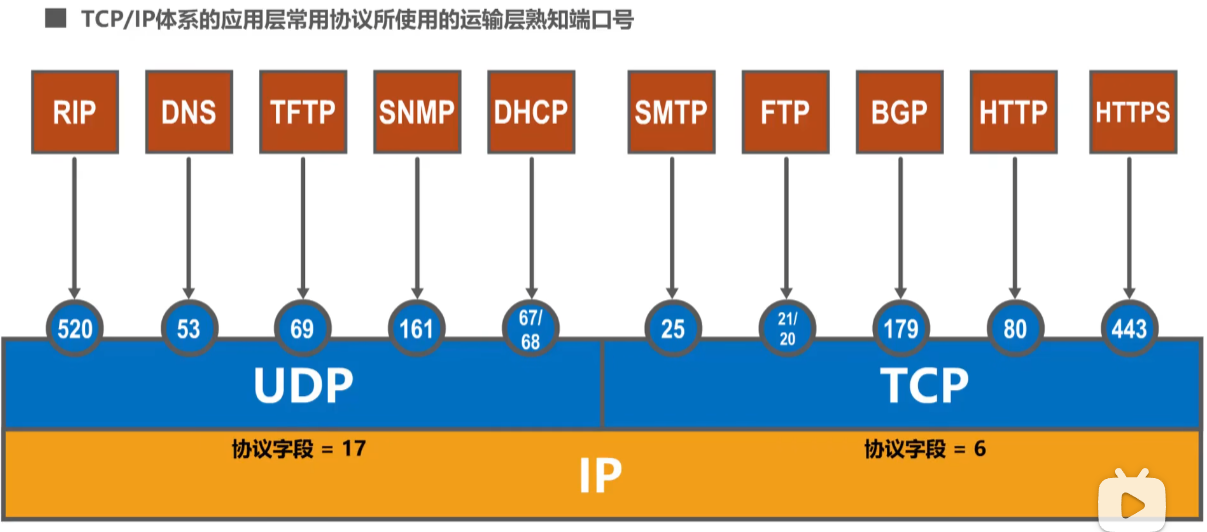 TCP/IP体系的应用层常用协议所使用的运输层熟知端口号
RIP DNS TFTP SNMP DHCP SMTP FTP BGP HTTP HTTPS
520 53 69 161 67/ 68 25 21/ 20 179 80 443
UDP TCP
协议字段 = 17 协议字段 = 6
IP